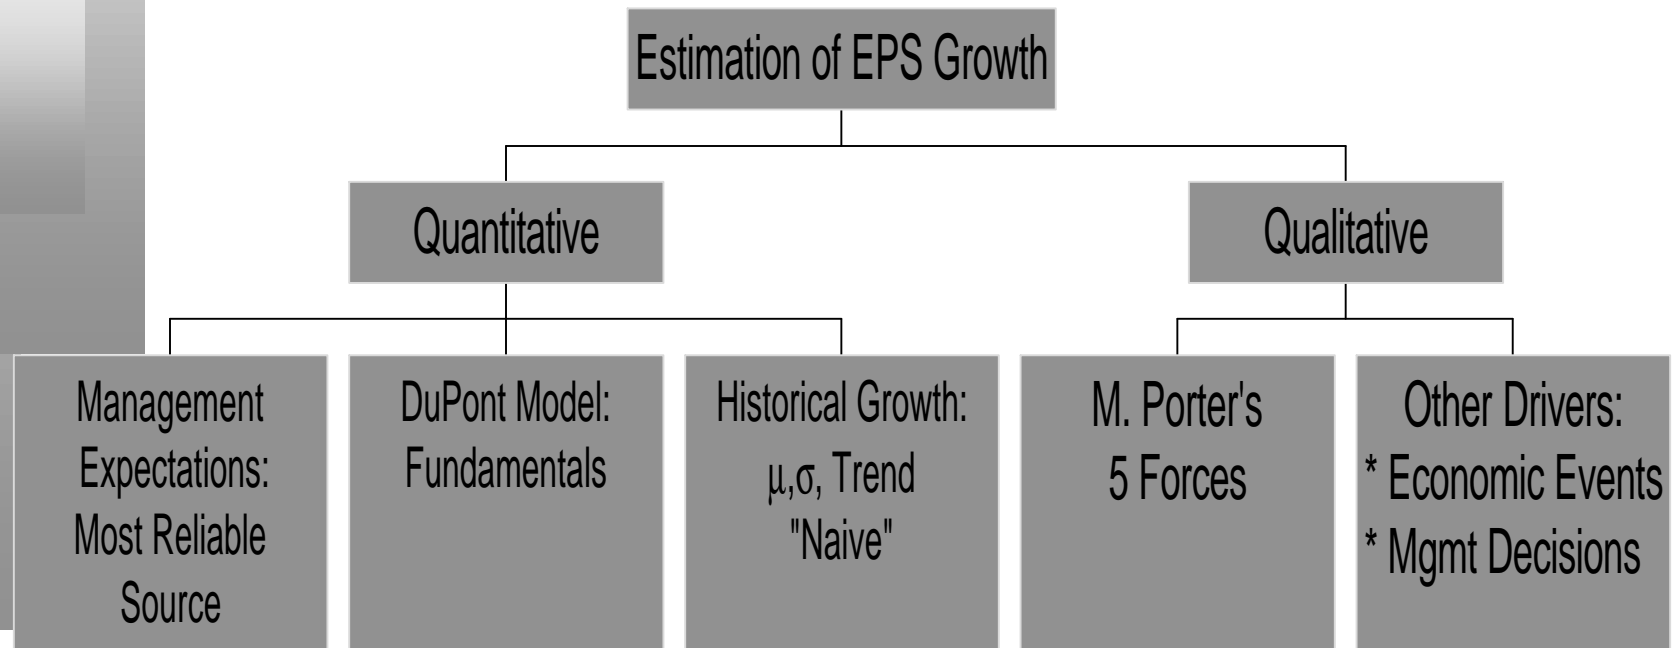 Estimation of EPS Growth
Quantitative
Qualitative
Management
Expectations:
Most Reliable
Source
DuPont Model:
Fundamentals
Historical Growth:
μ,σ, Trend
"Naive"
M. Porter's
5 Forces
Other Drivers:
* Economic Events
* Mgmt Decisions